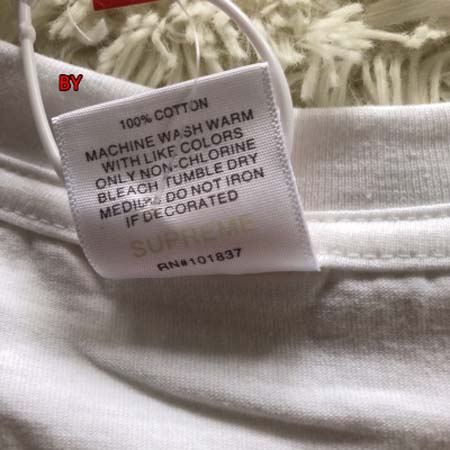 BY
100% COTTON
MACHINE WASH WARM
WITH LIKE COLORS
ONLY NON-CHLORINE
BLEACH TUMBLE DRY
MEDIUM DO NOT IRON
IF DECORATED
SUPREME
RN#101837